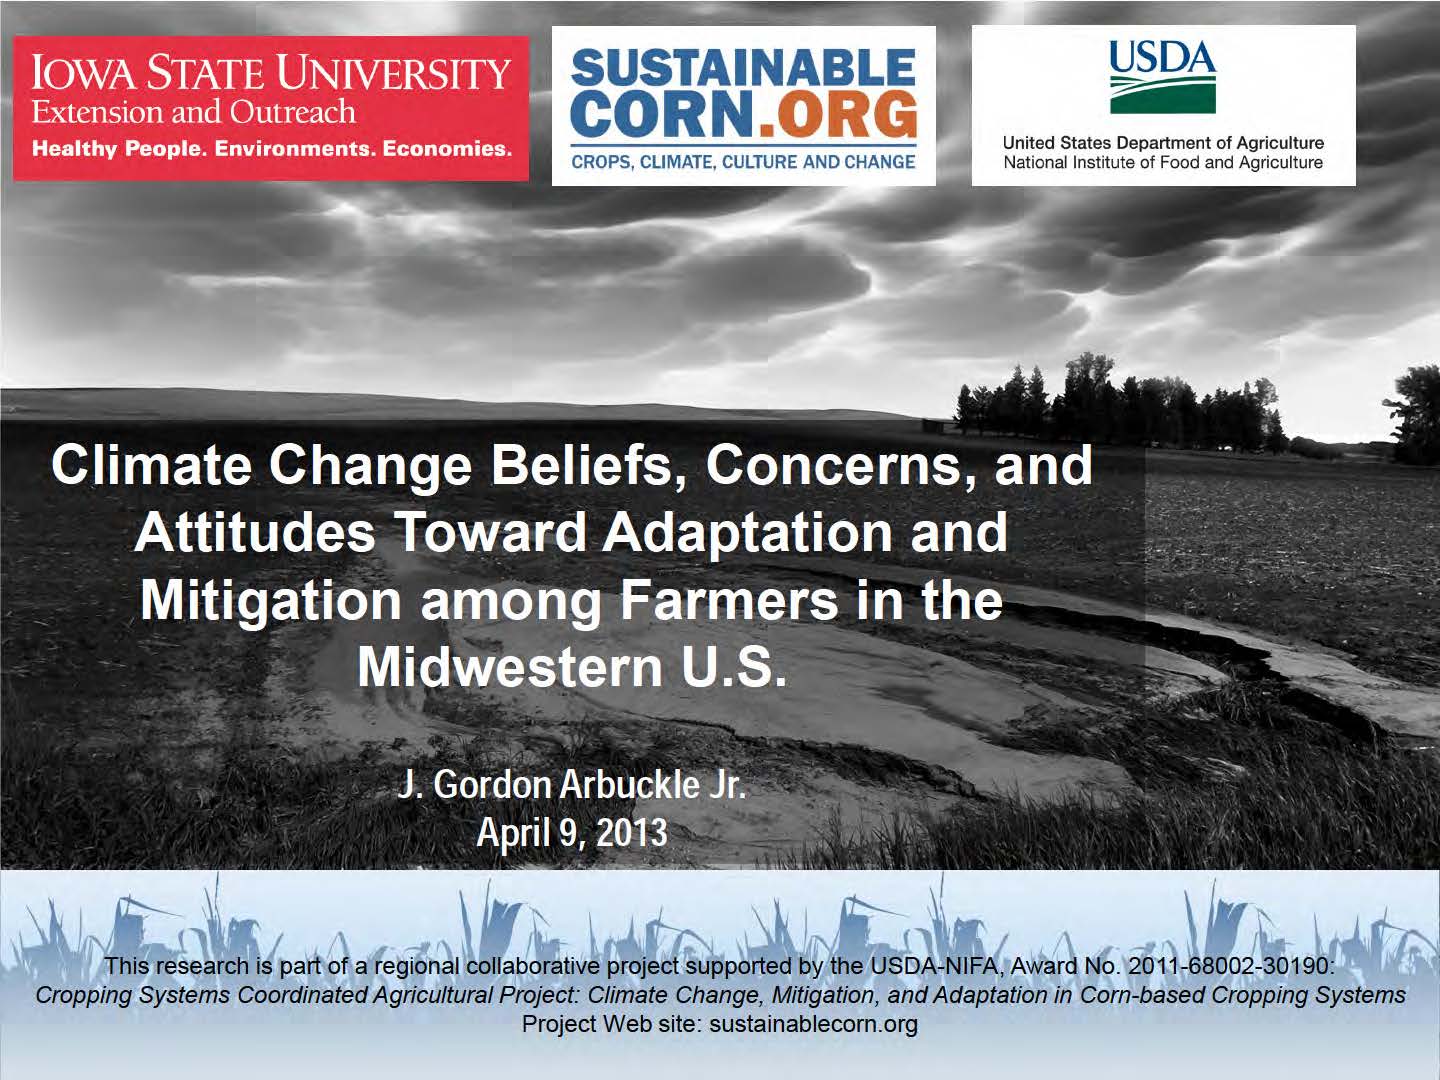 IOWA STATE UNIVERSITY
Extension and Outreach
Healthy People. Environments. Economies.
SUSTAINABLE
CORN.ORG
CROPS, CLIMATE, CULTURE AND CHANGE
USDA
United States Department of Agriculture
National Institute of Food and Agriculture
Climate Change Beliefs, Concerns, and
Attitudes Toward Adaptation and
Mitigation among Farmers in the
Midwestern U.S.
J. Gordon Arbuckle Jr.
April 9, 2013
This research is part of a regional collaborative project supported by the USDA-NIFA, Award No. 2011-68002-30190:
Cropping Systems Coordinated Agricultural Project: Climate Change, Mitigation, and Adaptation in Corn-based Cropping Systems
Project Web site: sustainablecorn.org